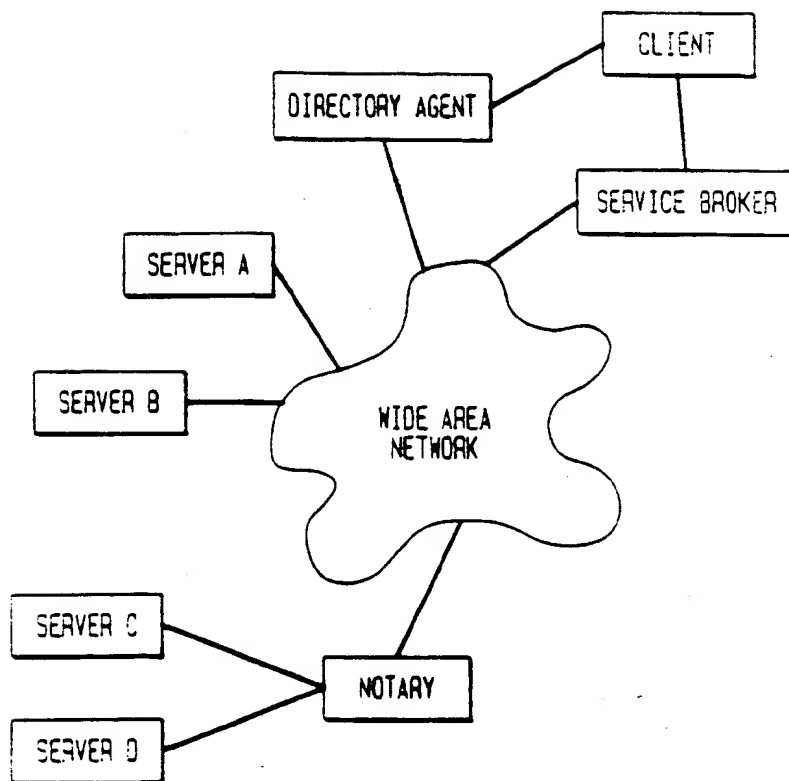 CLIENT
DIRECTORY AGENT
SERVICE BROKER
SERVER A
SERVER B
WIDE AREA
NETWORK
SERVER C
NOTARY
SERVER D